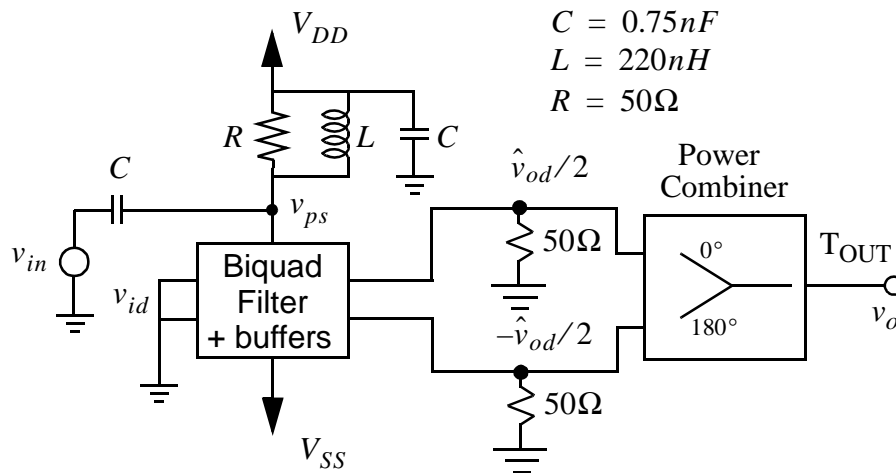 V_DD
C = 0.75nF
L = 220nH
R = 50Ω
R
L
C
C
v_ps
v_in
v_id
Biquad
Filter
+ buffers
V_SS
v̂_od/2
50Ω
−v̂_od/2
50Ω
Power
Combiner
0°
180°
T_OUT
v_o